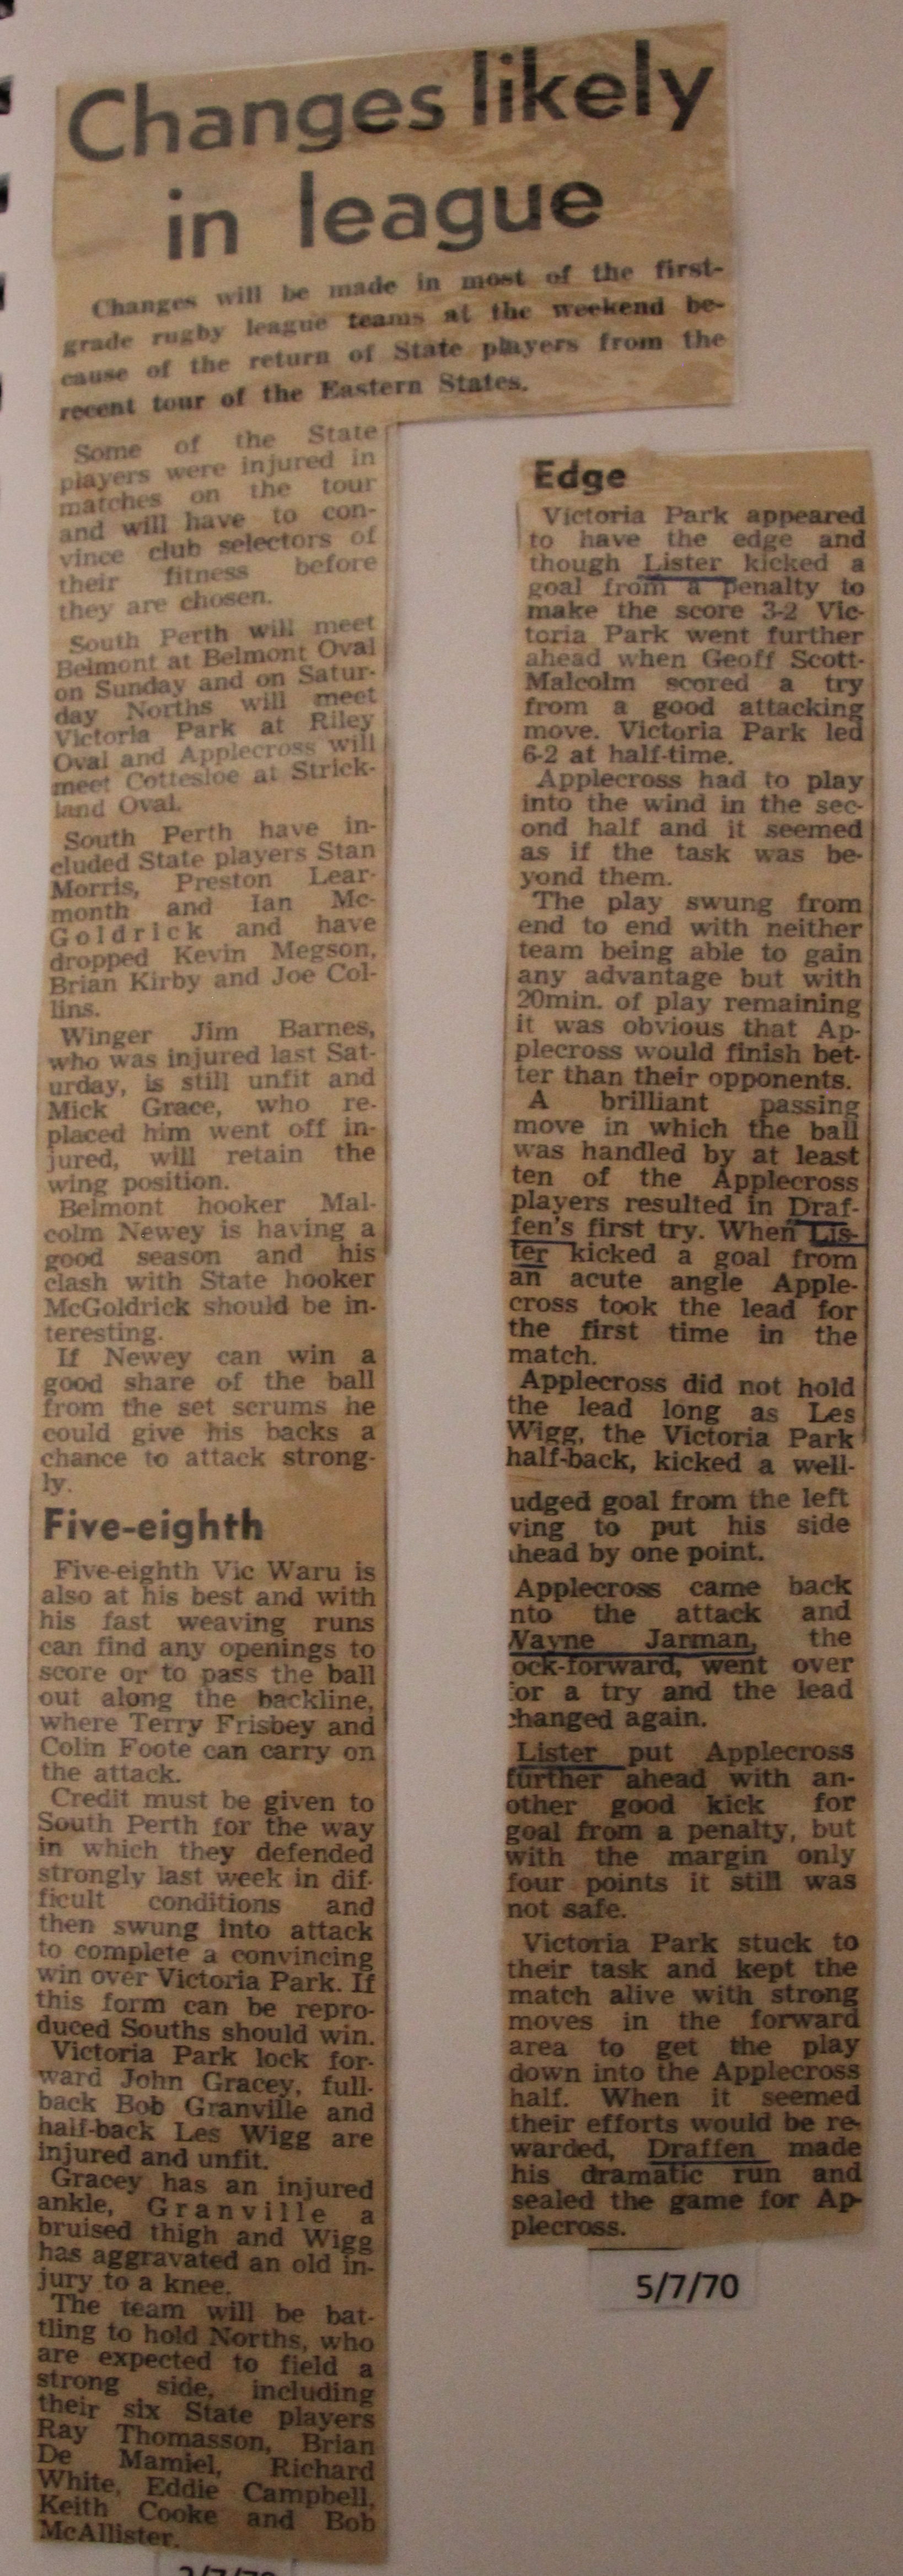 Changes likely
in league
Changes will be made in most of the first-
grade rugby league teams at the weekend be-
cause of the return of State players from the
recent tour of the Eastern States.
Some of the State
players were injured in
matches on the tour
and will have to con-
vince club selectors of
their fitness before
they are chosen.
South Perth will meet
Belmont at Belmont Oval
on Sunday and on Satur-
day Norths will meet
Victoria Park at Riley
Oval and Applecross will
meet Cottesloe at Strick-
land Oval.
South Perth have in-
cluded State players Stan
Morris, Preston Lear-
month and Ian Mc-
Goldrick and have
dropped Kevin Megson,
Brian Kirby and Joe Col-
lins.
Winger Jim Barnes,
who was injured last Sat-
urday, is still unfit and
Mick Grace, who re-
placed him went off in-
jured, will retain the
wing position.
Belmont hooker Mal-
colm Newey is having a
good season and his
clash with State hooker
McGoldrick should be in-
teresting.
If Newey can win a
good share of the ball
from the set scrums he
could give his backs a
chance to attack strong-
ly.
Five-eighth
Five-eighth Vic Waru is
also at his best and with
his fast weaving runs
can find any openings to
score or to pass the ball
out along the backline,
where Terry Frisbey and
Colin Foote can carry on
the attack.
Credit must be given to
South Perth for the way
in which they defended
strongly last week in dif-
ficult conditions and
then swung into attack
to complete a convincing
win over Victoria Park. If
this form can be repro-
duced Souths should win.
Victoria Park lock for-
ward John Gracey, full-
back Bob Granville and
half-back Les Wigg are
injured and unfit.
Gracey has an injured
ankle, Granville a
bruised thigh and Wigg
has aggravated an old in-
jury to a knee.
The team will be bat-
tling to hold Norths, who
are expected to field a
strong side, including
their six State players
Ray Thomasson, Brian
De Mamiel, Richard
White, Eddie Campbell,
Keith Cooke and Bob
McAllister.
Edge
Victoria Park appeared
to have the edge and
though Lister kicked a
goal from a penalty to
make the score 3-2 Vic-
toria Park went further
ahead when Geoff Scott-
Malcolm scored a try
from a good attacking
move. Victoria Park led
6-2 at half-time.
Applecross had to play
into the wind in the sec-
ond half and it seemed
as if the task was be-
yond them.
The play swung from
end to end with neither
team being able to gain
any advantage but with
20min. of play remaining
it was obvious that Ap-
plecross would finish bet-
ter than their opponents.
A brilliant passing
move in which the ball
was handled by at least
ten of the Applecross
players resulted in Draf-
fen's first try. When Lis-
ter kicked a goal from
an acute angle Apple-
cross took the lead for
the first time in the
match.
Applecross did not hold
the lead long as Les
Wigg, the Victoria Park
half-back, kicked a well-
udged goal from the left
ving to put his side
head by one point.
Applecross came back
nto the attack and
Wayne Jarman, the
ock-forward, went over
or a try and the lead
changed again.
Lister put Applecross
further ahead with an-
other good kick for
goal from a penalty, but
with the margin only
four points it still was
not safe.
Victoria Park stuck to
their task and kept the
match alive with strong
moves in the forward
area to get the play
down into the Applecross
half. When it seemed
their efforts would be re-
warded, Draffen made
his dramatic run and
sealed the game for Ap-
plecross.
5/7/70